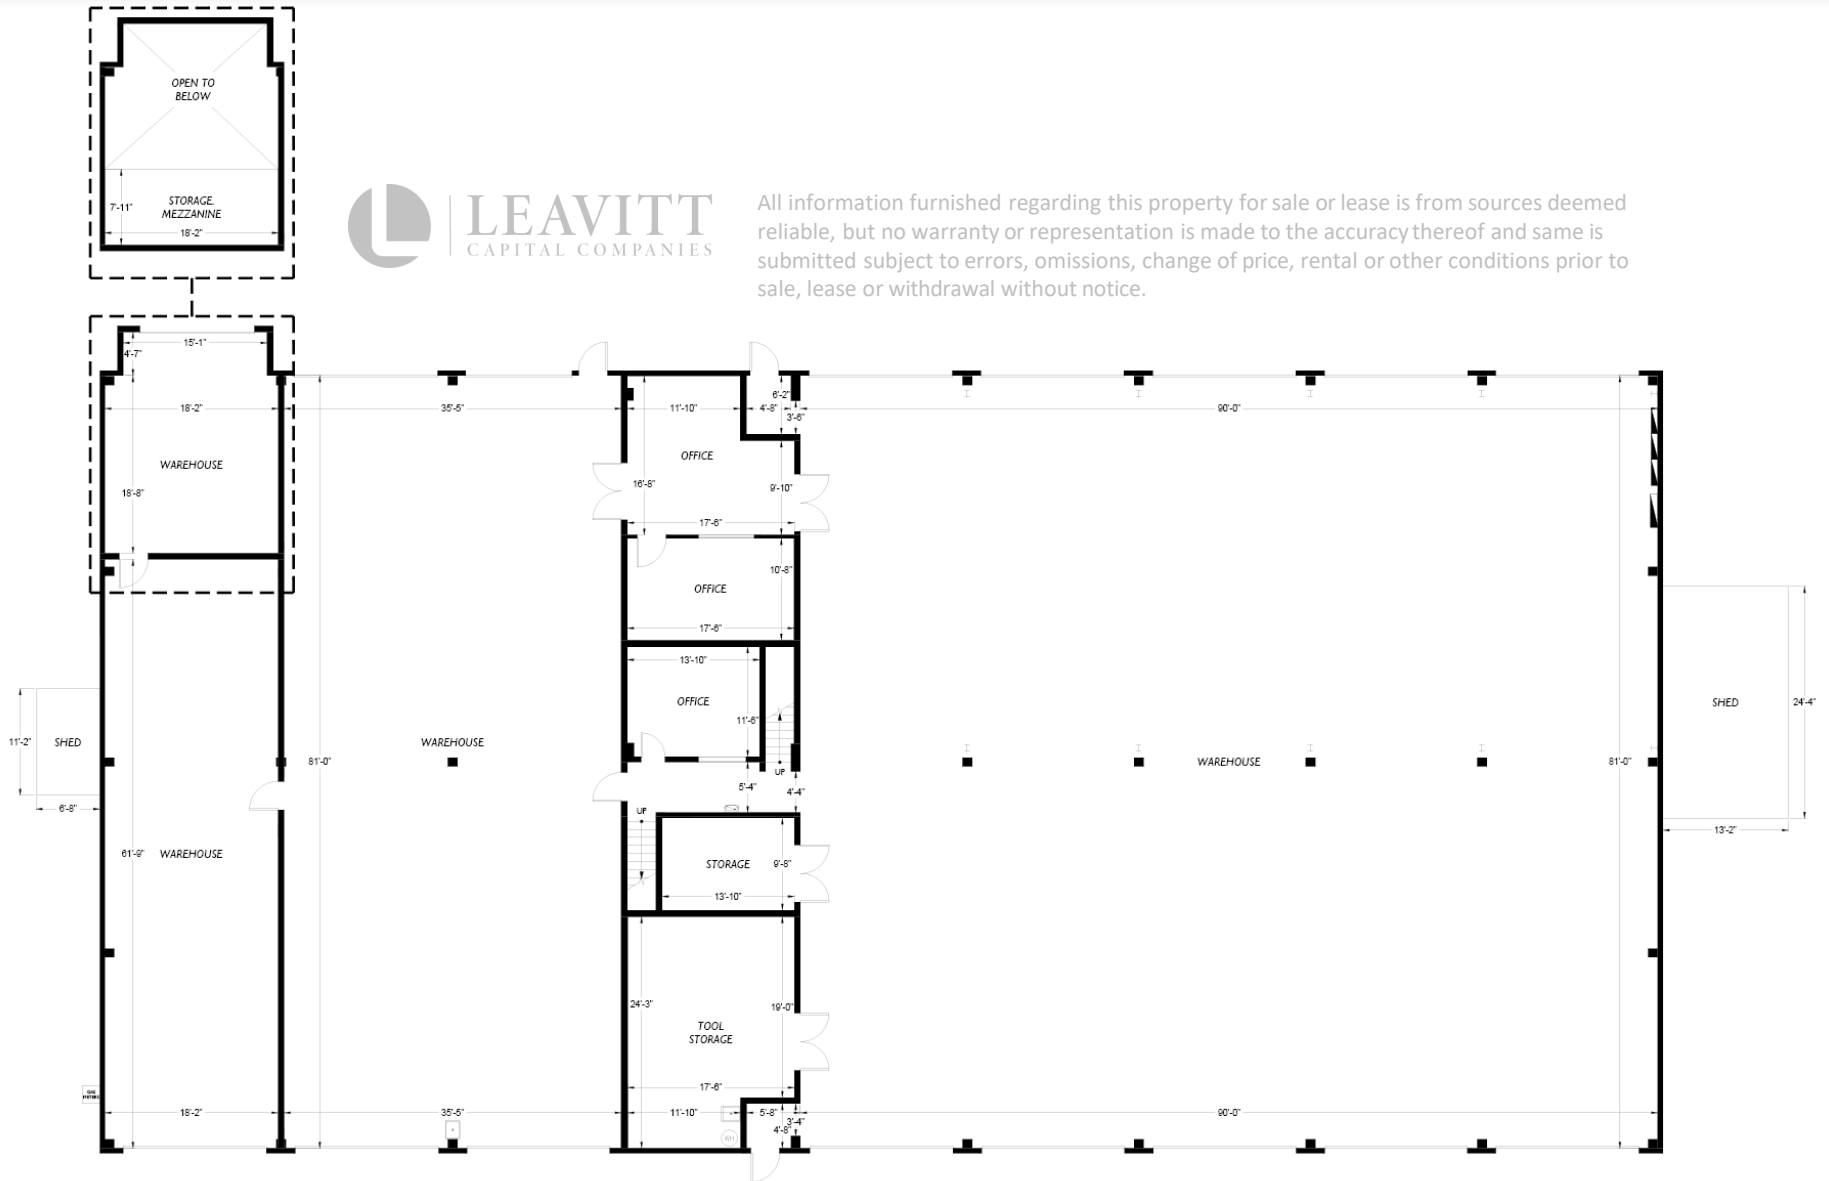 OPEN TO
BELOW
7'-11"
STORAGE
MEZZANINE
18'-2"
LEAVITT
CAPITAL COMPANIES
All information furnished regarding this property for sale or lease is from sources deemed
reliable, but no warranty or representation is made to the accuracy thereof and same is
submitted subject to errors, omissions, change of price, rental or other conditions prior to
sale, lease or withdrawal without notice.
15'-1"
4'-7"
18'-2"
35'-5"
11'-10"
4'-8"
6'-2"
3'-6"
90'-0"
WAREHOUSE
18'-8"
OFFICE
16'-8"
9'-10"
17'-6"
OFFICE
10'-8"
17'-6"
13'-10"
OFFICE
11'-6"
UP
SHED
11'-2"
6'-8"
WAREHOUSE
81'-0"
5'-4"
4'-4"
WAREHOUSE
81'-0"
SHED
24'-4"
13'-2"
UP
61'-9"
WAREHOUSE
STORAGE
9'-8"
13'-10"
24'-3"
19'-0"
TOOL
STORAGE
17'-6"
GAS
METERS
18'-2"
35'-5"
11'-10"
5'-8"
3'-4"
4'-8"
90'-0"
WH